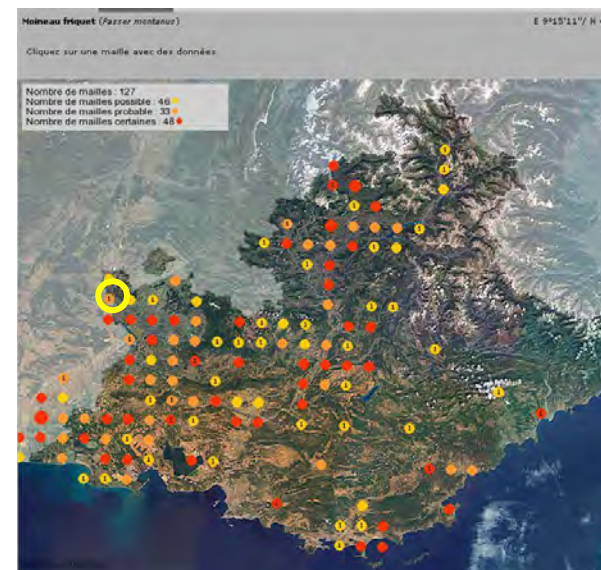 Moineau friquet (Passer montanus)
E 9°15'11"/ N
Cliquez sur une maille avec des données
Nombre de mailles : 127
Nombre de mailles possible : 46
Nombre de mailles probable : 33
Nombre de mailles certaines : 48